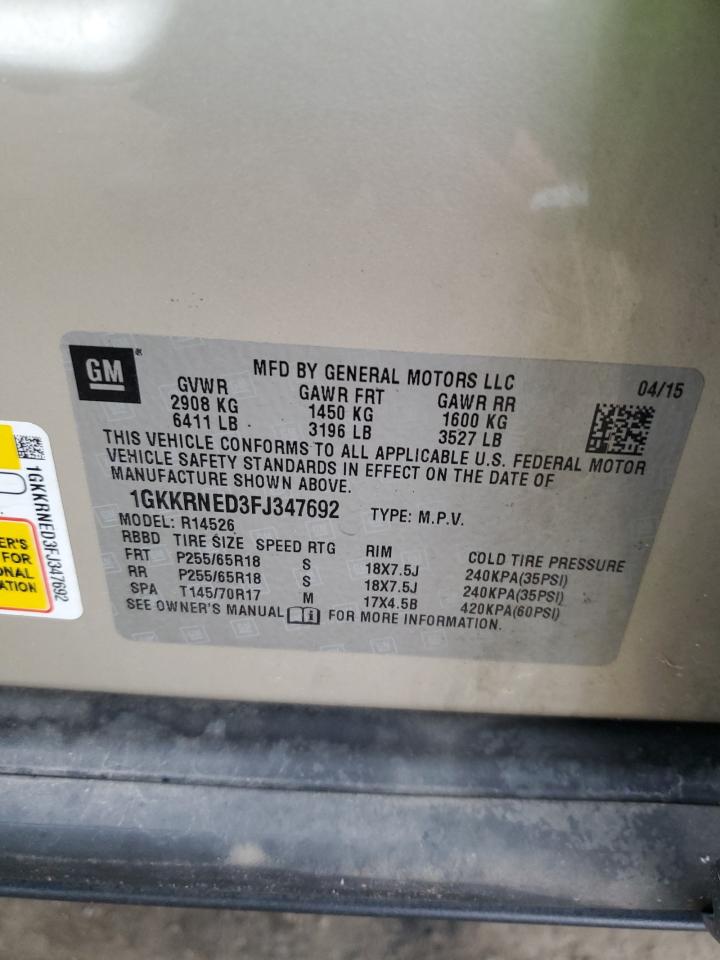 GM
MFD BY GENERAL MOTORS LLC 04/15
GVWR GAWR FRT GAWR RR
2908 KG 1450 KG 1600 KG
6411 LB 3196 LB 3527 LB
THIS VEHICLE CONFORMS TO ALL APPLICABLE U.S. FEDERAL MOTOR
VEHICLE SAFETY STANDARDS IN EFFECT ON THE DATE OF
MANUFACTURE SHOWN ABOVE.
1GKKRNED3FJ347692 TYPE: M.P.V.
MODEL: R14526
RBBD TIRE SIZE SPEED RTG RIM COLD TIRE PRESSURE
FRT P255/65R18 S 18X7.5J 240KPA(35PSI)
RR P255/65R18 S 18X7.5J 240KPA(35PSI)
SPA T145/70R17 M 17X4.5B 420KPA(60PSI)
SEE OWNER'S MANUAL FOR MORE INFORMATION.
1GKKRNED3FJ347692
ER'S
FOR
ONAL
ATION